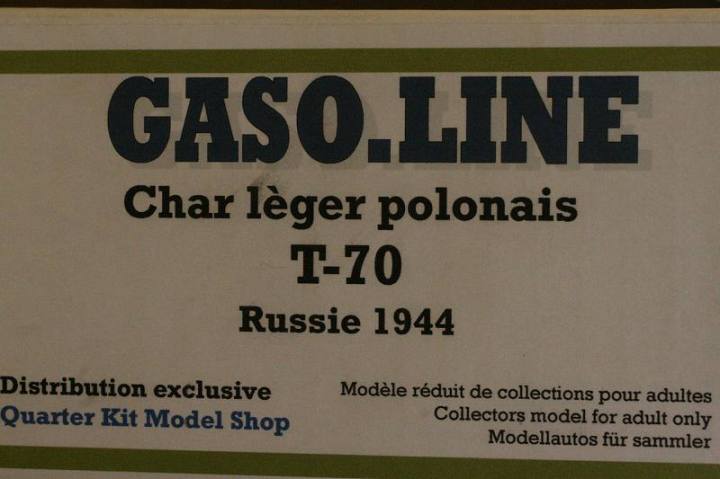 GASO.LINE
Char lèger polonais
T-70
Russie 1944
Distribution exclusive
Quarter Kit Model Shop
Modèle réduit de collections pour adultes
Collectors model for adult only
Modellautos für sammler